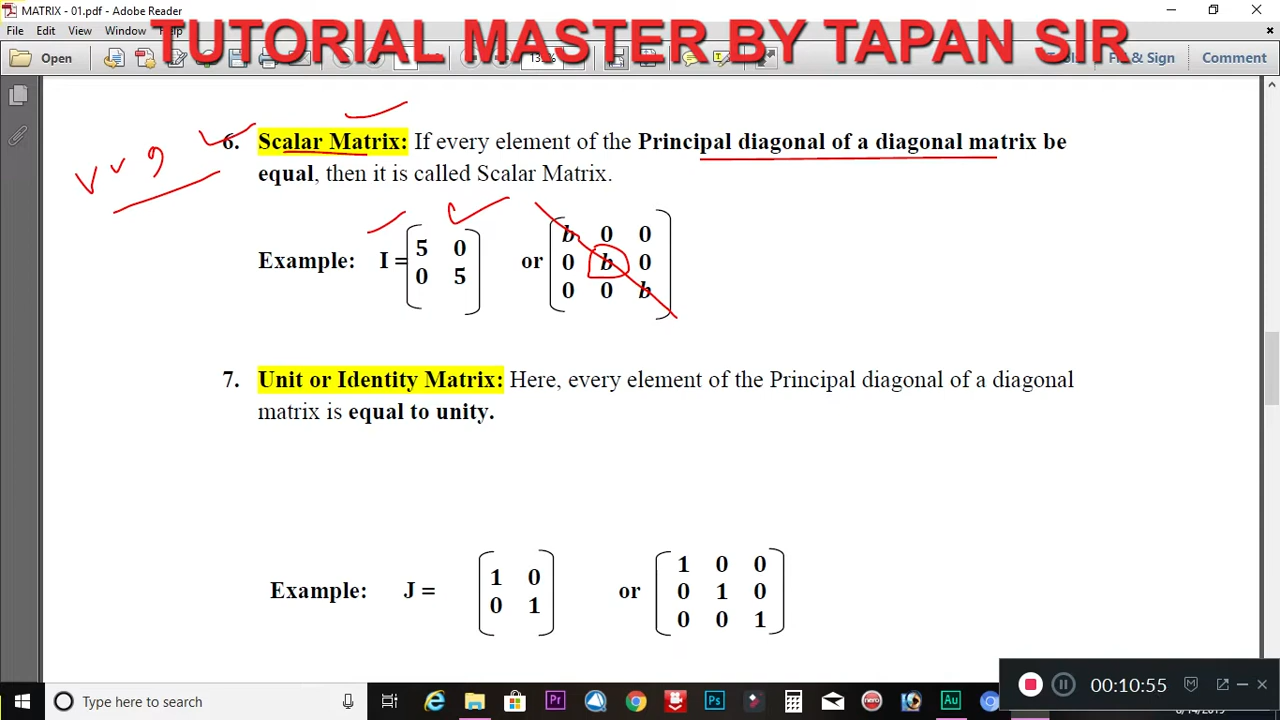 MATRIX - 01.pdf - Adobe Reader
File Edit View Window Help
TUTORIAL MASTER BY TAPAN SIR
Open Fill & Sign Comment
v v 9
6. Scalar Matrix: If every element of the Principal diagonal of a diagonal matrix be
equal, then it is called Scalar Matrix.
Example: I = 5 0 0 5 or b 0 0 0 b 0 0 0 b
7. Unit or Identity Matrix: Here, every element of the Principal diagonal of a diagonal
matrix is equal to unity.
Example: J = 1 0 0 1 or 1 0 0 0 1 0 0 0 1
00:10:55
Type here to search